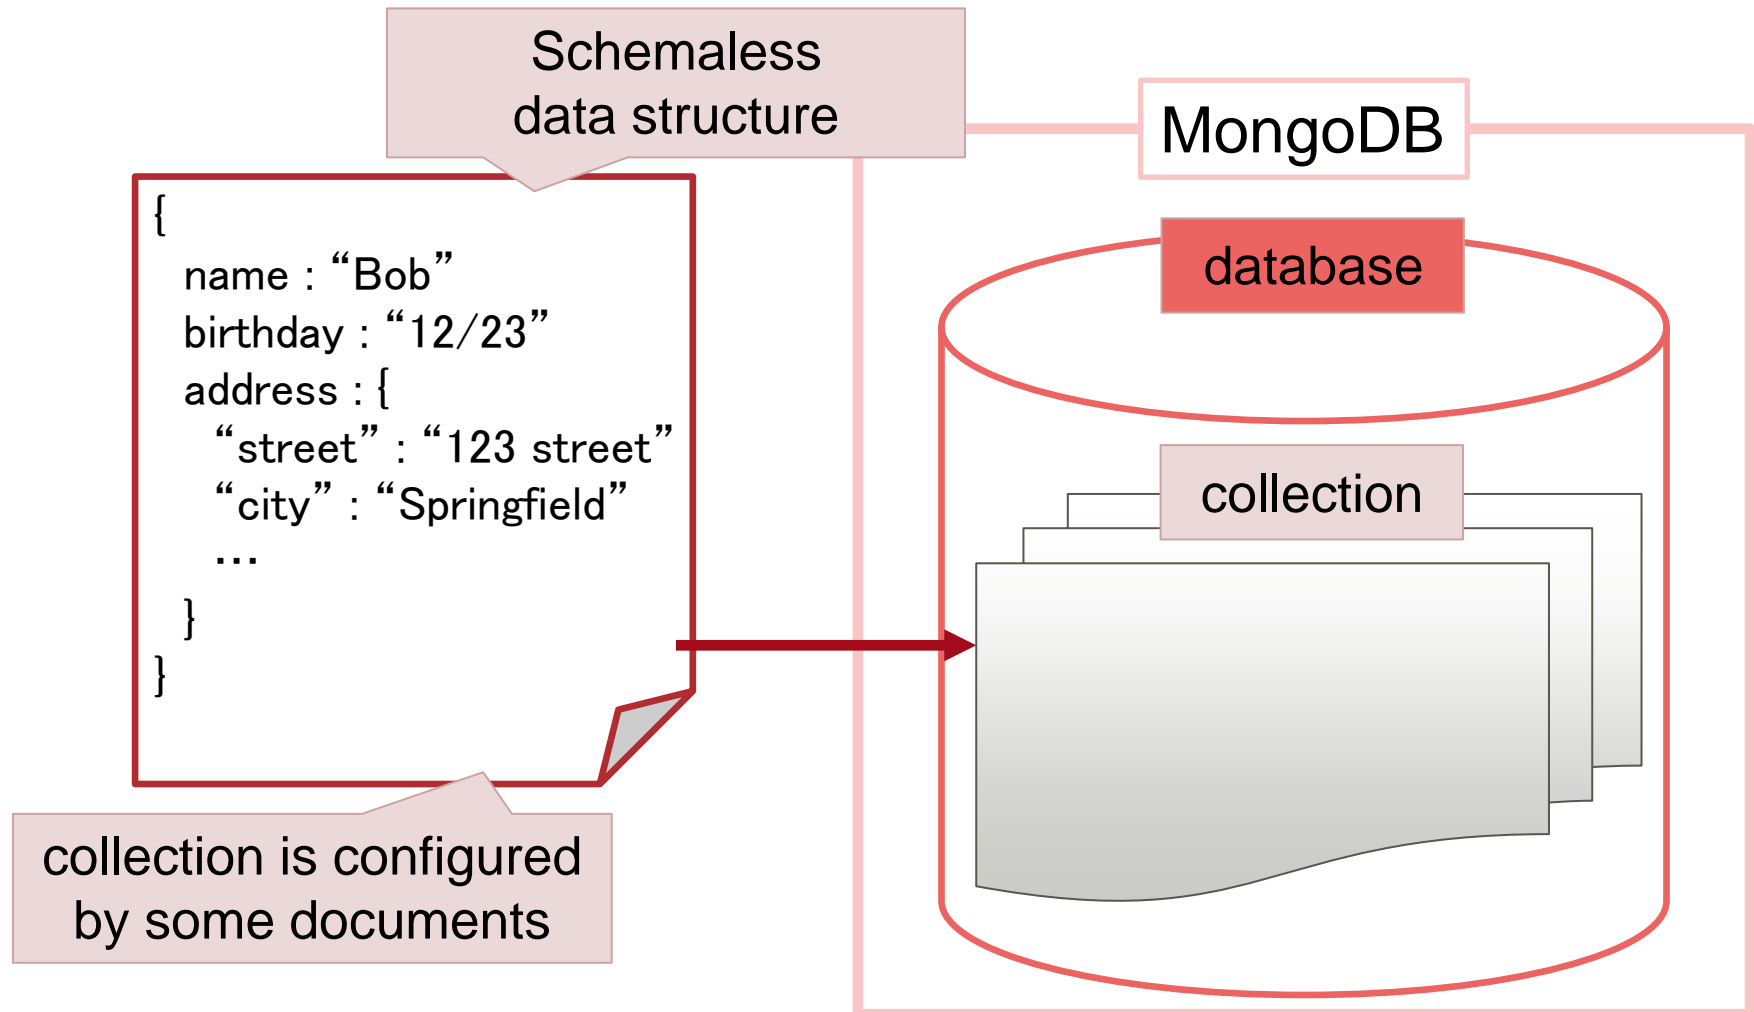 Schemaless
data structure
{
name : “Bob”
birthday : “12/23”
address : {
“street” : “123 street”
“city” : “Springfield”
…
}
}
collection is configured
by some documents
MongoDB
database
collection